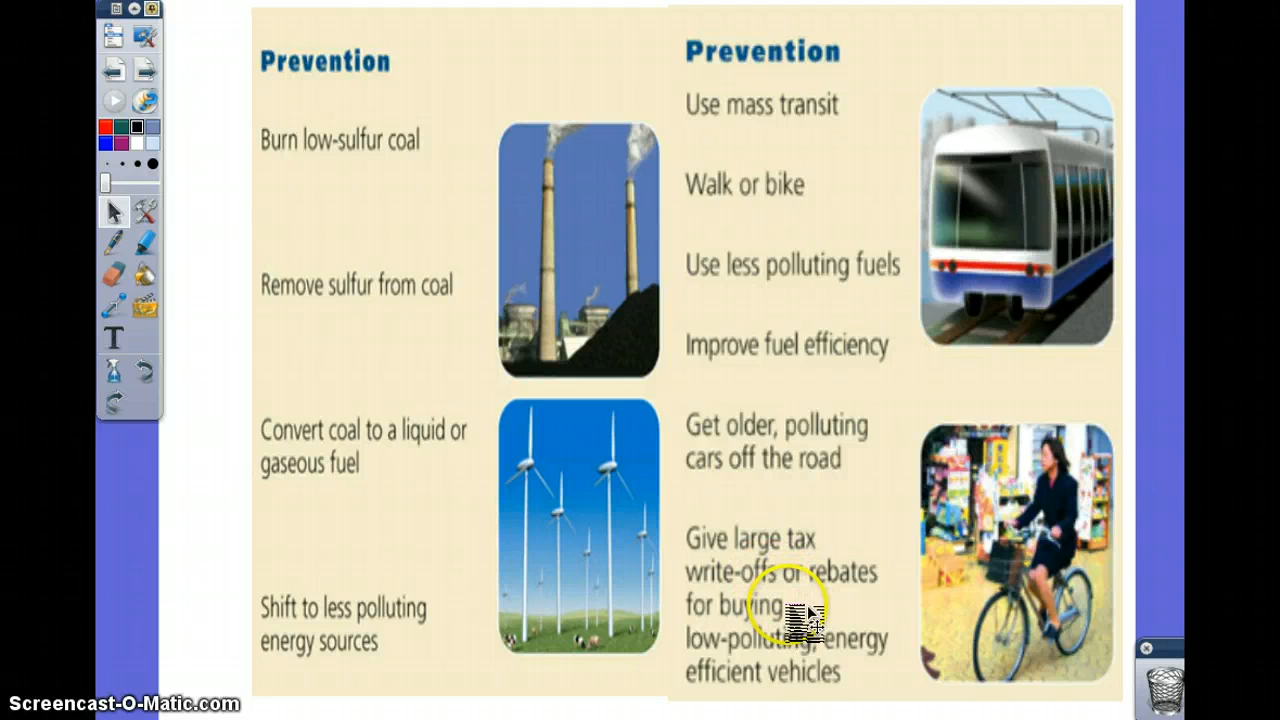 Prevention
Burn low-sulfur coal
Remove sulfur from coal
Convert coal to a liquid or
gaseous fuel
Shift to less polluting
energy sources
Prevention
Use mass transit
Walk or bike
Use less polluting fuels
Improve fuel efficiency
Get older, polluting
cars off the road
Give large tax
write-offs or rebates
for buying
low-polluting, energy
efficient vehicles
T
Screencast-O-Matic.com